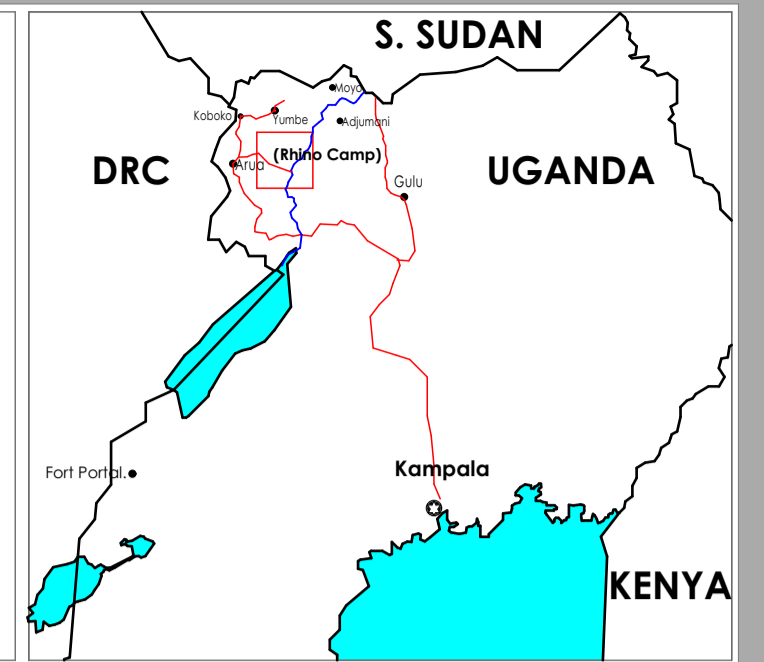 S. SUDAN
Moyo
Koboko
Yumbe
Adjumani
(Rhino Camp)
DRC
Arua
UGANDA
Gulu
Kampala
Fort Portal.
KENYA